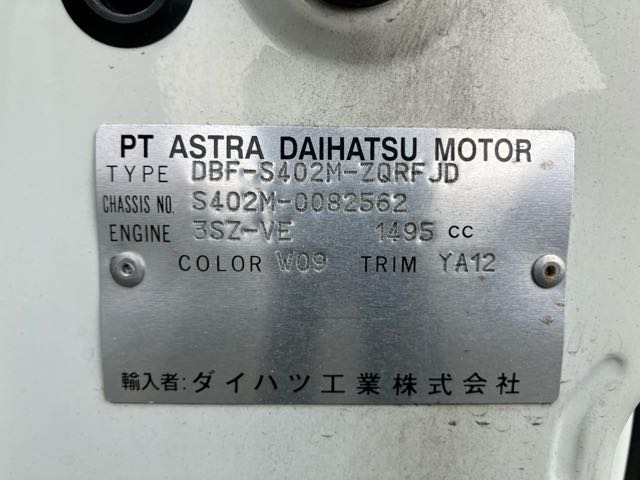 PT ASTRA DAIHATSU MOTOR
TYPE DBF-S402M-ZQRFJD
CHASSIS NO. S402M-0082562
ENGINE 3SZ-VE 1495 cc
COLOR W09 TRIM YA12
輸入者: ダイハツ工業株式会社